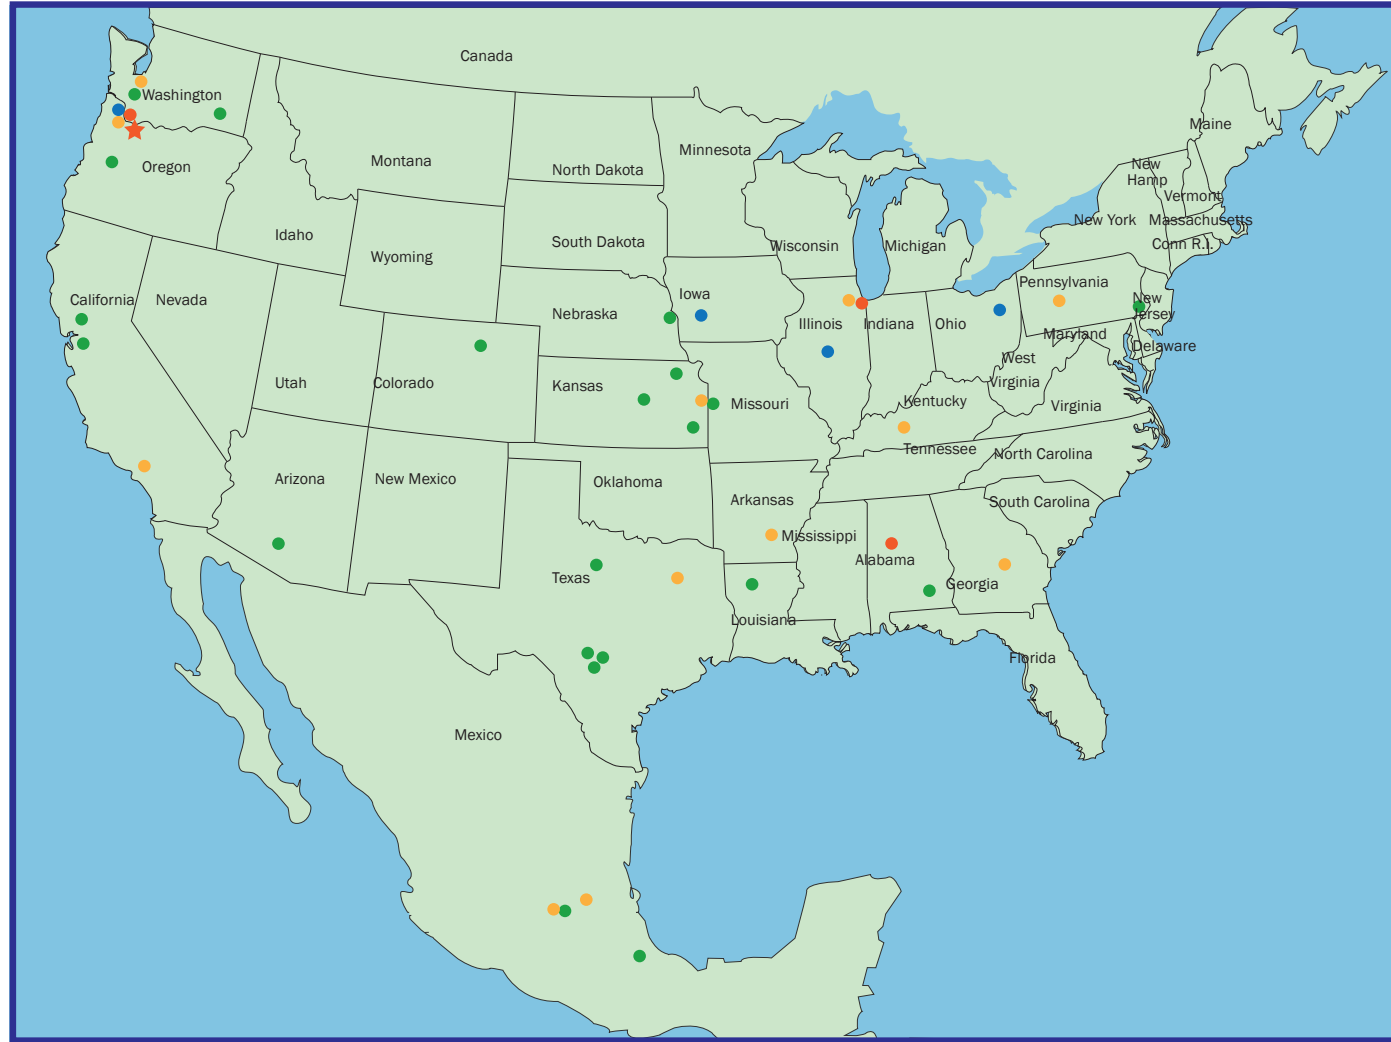 Canada
Washington
Maine
Minnesota
Montana
New
Hamp
North Dakota
Oregon
Vermont
New York
Massachusetts
Idaho
South Dakota
Wisconsin
Michigan
Conn R.I.
Wyoming
Pennsylvania
California
Nevada
Iowa
New
Jersey
Nebraska
Illinois
Indiana
Ohio
Maryland
Delaware
West
Virginia
Utah
Colorado
Kansas
Missouri
Kentucky
Virginia
Tennessee
North Carolina
Arizona
New Mexico
Oklahoma
Arkansas
South Carolina
Mississippi
Alabama
Texas
Georgia
Louisiana
Florida
Mexico